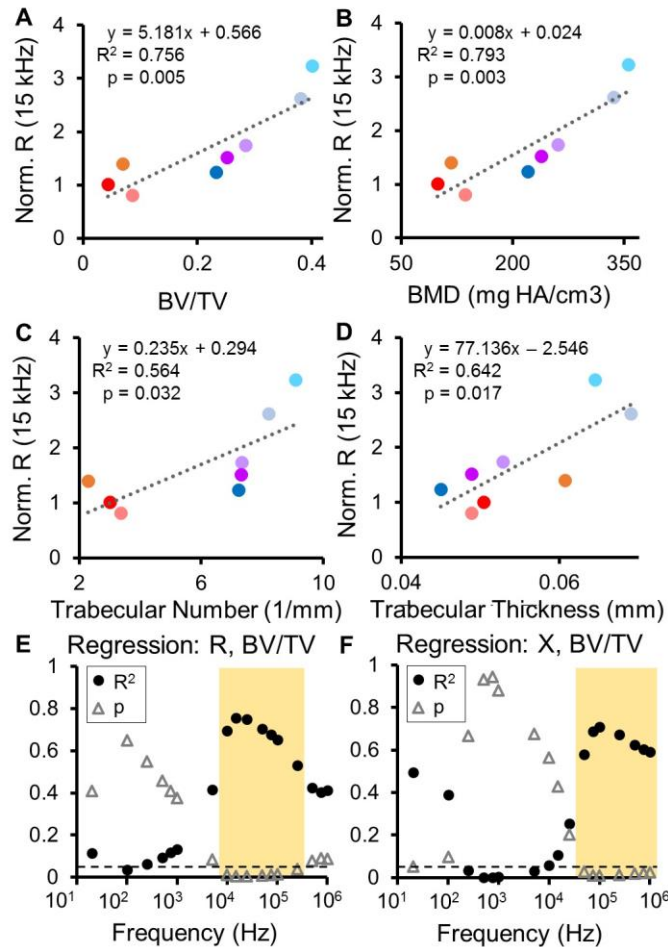 A
y = 5.181x + 0.566
R² = 0.756
p = 0.005
Norm. R (15 kHz)
4
3
2
1
0
0 0.2 0.4
BV/TV
B
y = 0.008x + 0.024
R² = 0.793
p = 0.003
Norm. R (15 kHz)
4
3
2
1
0
50 200 350
BMD (mg HA/cm3)
C
y = 0.235x + 0.294
R² = 0.564
p = 0.032
Norm. R (15 kHz)
4
3
2
1
0
2 6 10
Trabecular Number (1/mm)
D
y = 77.136x – 2.546
R² = 0.642
p = 0.017
Norm. R (15 kHz)
4
3
2
1
0
0.04 0.06
Trabecular Thickness (mm)
E Regression: R, BV/TV
R²
p
1
0.8
0.6
0.4
0.2
0
10¹ 10² 10³ 10⁴ 10⁵ 10⁶
Frequency (Hz)
F Regression: X, BV/TV
R²
p
1
0.8
0.6
0.4
0.2
0
10¹ 10² 10³ 10⁴ 10⁵ 10⁶
Frequency (Hz)